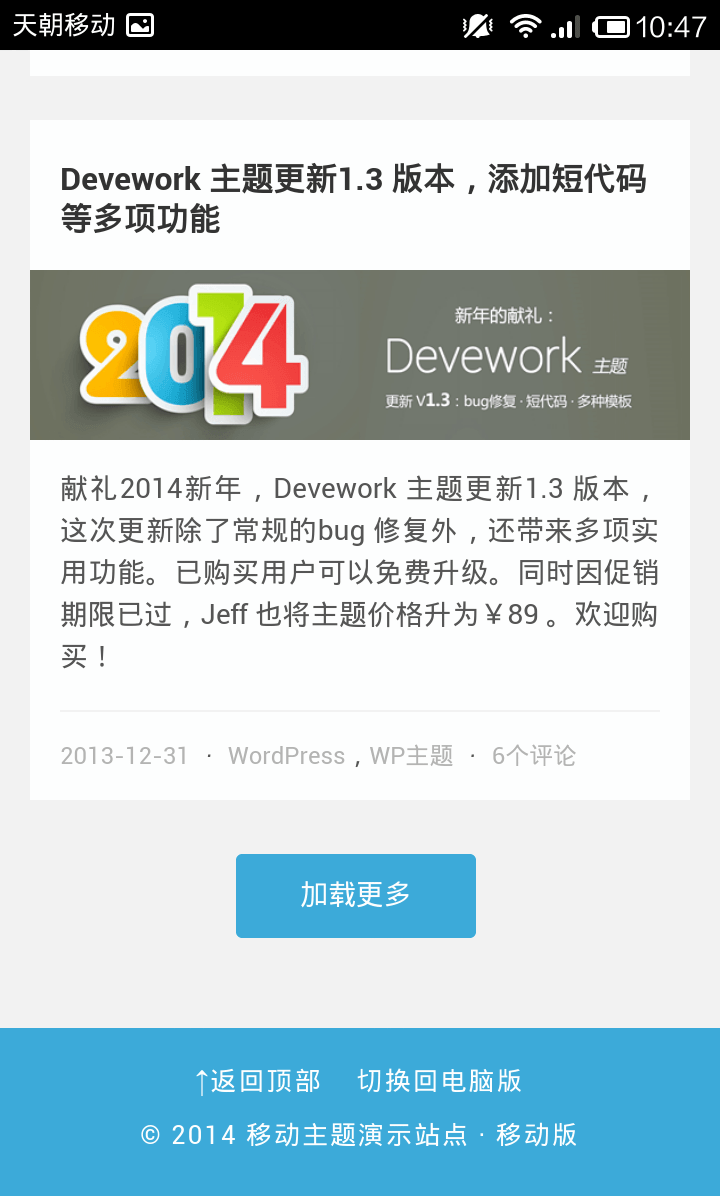 天朝移动 10:47
Devework 主题更新1.3 版本，添加短代码
等多项功能
2014
新年的献礼：
Devework 主题
更新 V1.3：bug修复 · 短代码 · 多种模板
献礼2014新年，Devework 主题更新1.3 版本，
这次更新除了常规的bug 修复外，还带来多项实
用功能。已购买用户可以免费升级。同时因促销
期限已过，Jeff 也将主题价格升为￥89 。欢迎购
买！
2013-12-31 · WordPress , WP主题 · 6个评论
加载更多
↑返回顶部 切换回电脑版
© 2014 移动主题演示站点 · 移动版